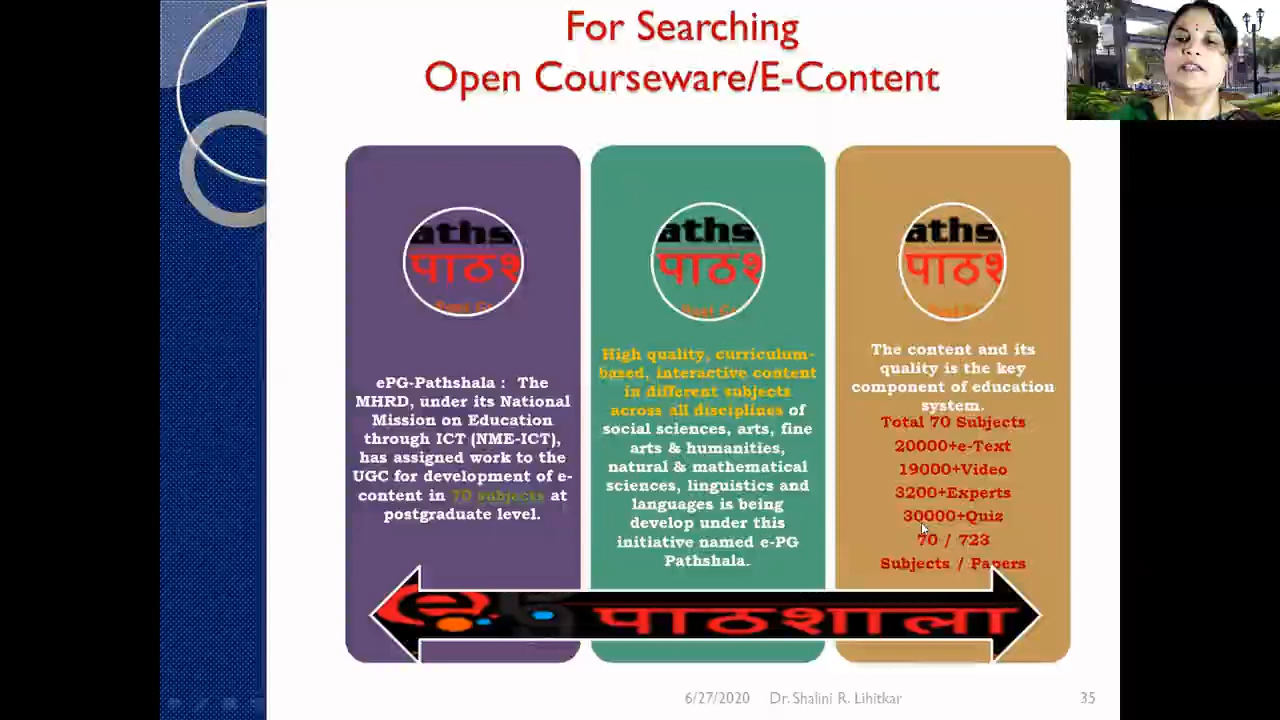 For Searching
Open Courseware/E-Content
aths
पाठश
aths
पाठश
aths
पाठश
ePG-Pathshala : The
MHRD, under its National
Mission on Education
through ICT (NME-ICT),
has assigned work to the
UGC for development of e-
content in 70 subjects at
postgraduate level.
High quality, curriculum-
based, interactive content
in different subjects
across all disciplines of
social sciences, arts, fine
arts & humanities,
natural & mathematical
sciences, linguistics and
languages is being
develop under this
initiative named e-PG
Pathshala.
The content and its
quality is the key
component of education
system.
Total 70 Subjects
20000+e-Text
19000+Video
3200+Experts
30000+Quiz
70 / 723
Subjects / Papers
पाठशाला
6/27/2020 Dr. Shalini R. Lihitkar 35